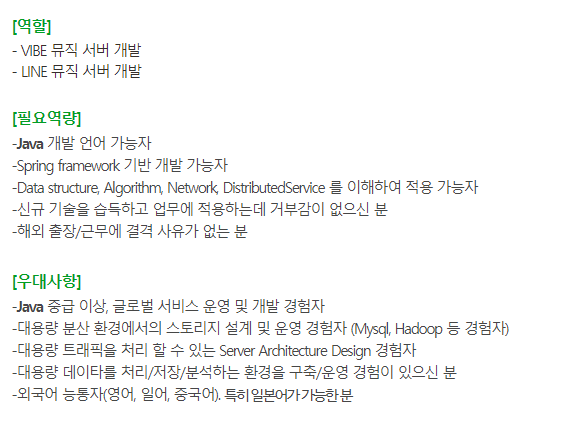 [역할]
- VIBE 뮤직 서버 개발
- LINE 뮤직 서버 개발
[필요역량]
-Java 개발 언어 가능자
-Spring framework 기반 개발 가능자
-Data structure, Algorithm, Network, DistributedService 를 이해하여 적용 가능자
-신규 기술을 습득하고 업무에 적용하는데 거부감이 없으신 분
-해외 출장/근무에 결격 사유가 없는 분
[우대사항]
-Java 중급 이상, 글로벌 서비스 운영 및 개발 경험자
-대용량 분산 환경에서의 스토리지 설계 및 운영 경험자 (Mysql, Hadoop 등 경험자)
-대용량 트래픽을 처리 할 수 있는 Server Architecture Design 경험자
-대용량 데이타를 처리/저장/분석하는 환경을 구축/운영 경험이 있으신 분
-외국어 능통자(영어, 일어, 중국어). 특히 일본어가 가능한 분